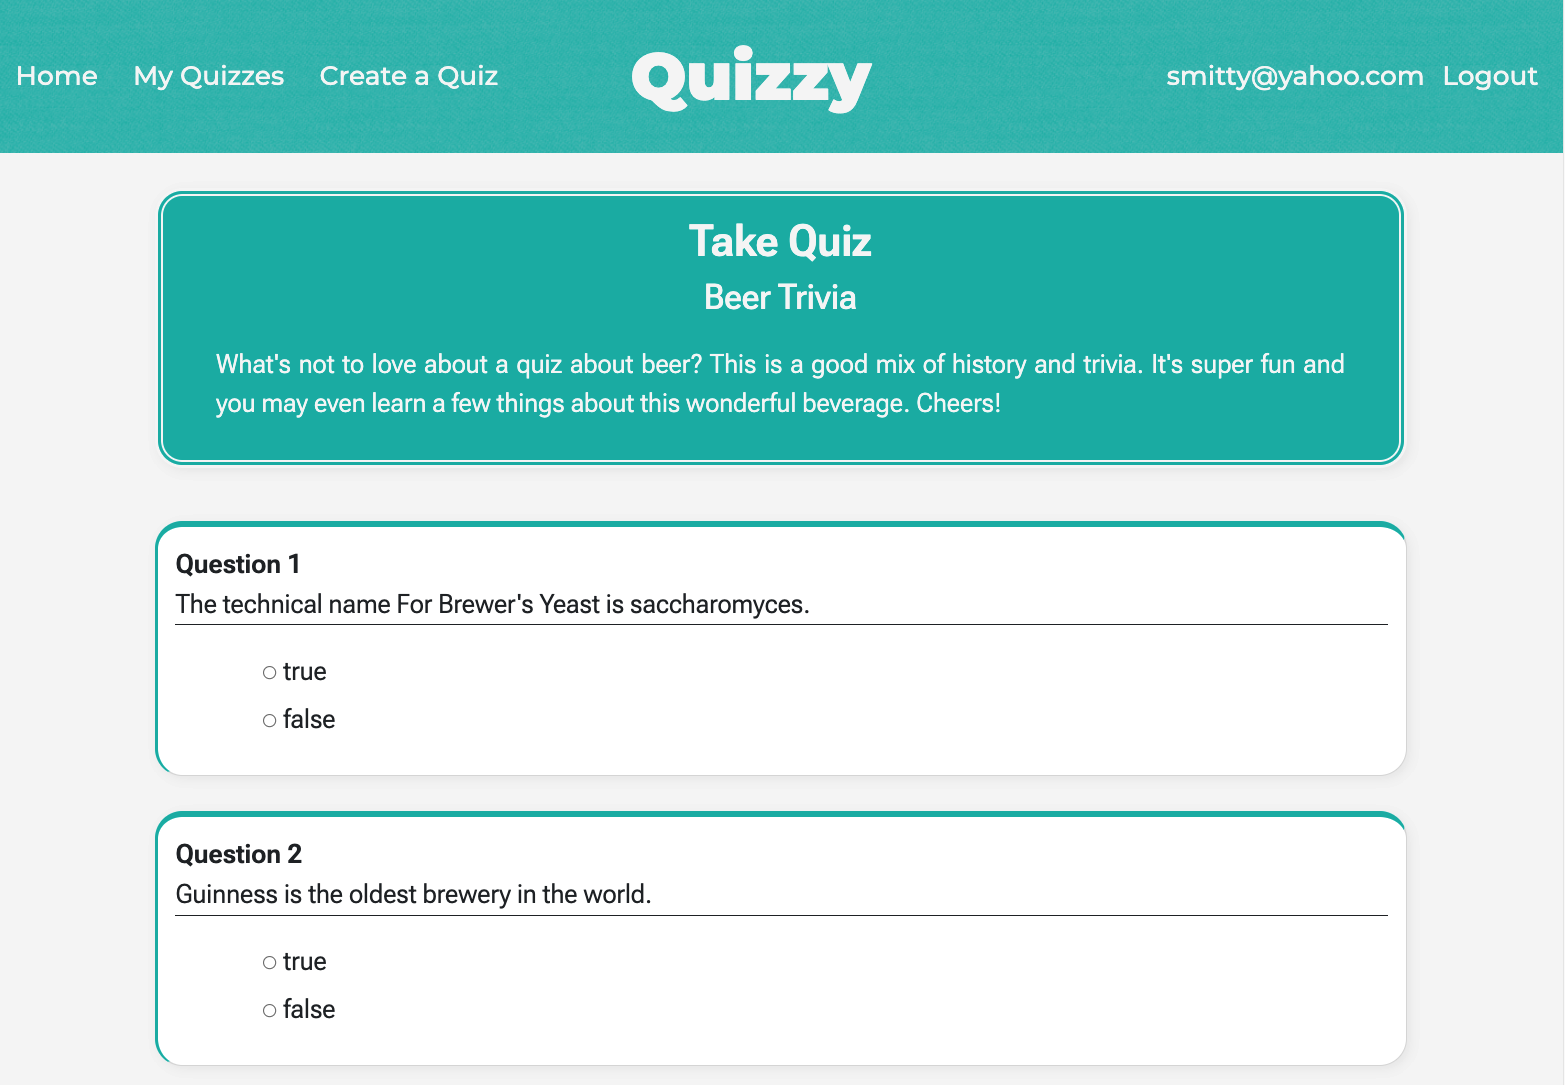 Home My Quizzes Create a Quiz Quizzy smitty@yahoo.com Logout
Take Quiz
Beer Trivia
What's not to love about a quiz about beer? This is a good mix of history and trivia. It's super fun and
you may even learn a few things about this wonderful beverage. Cheers!
Question 1
The technical name For Brewer's Yeast is saccharomyces.
true
false
Question 2
Guinness is the oldest brewery in the world.
true
false